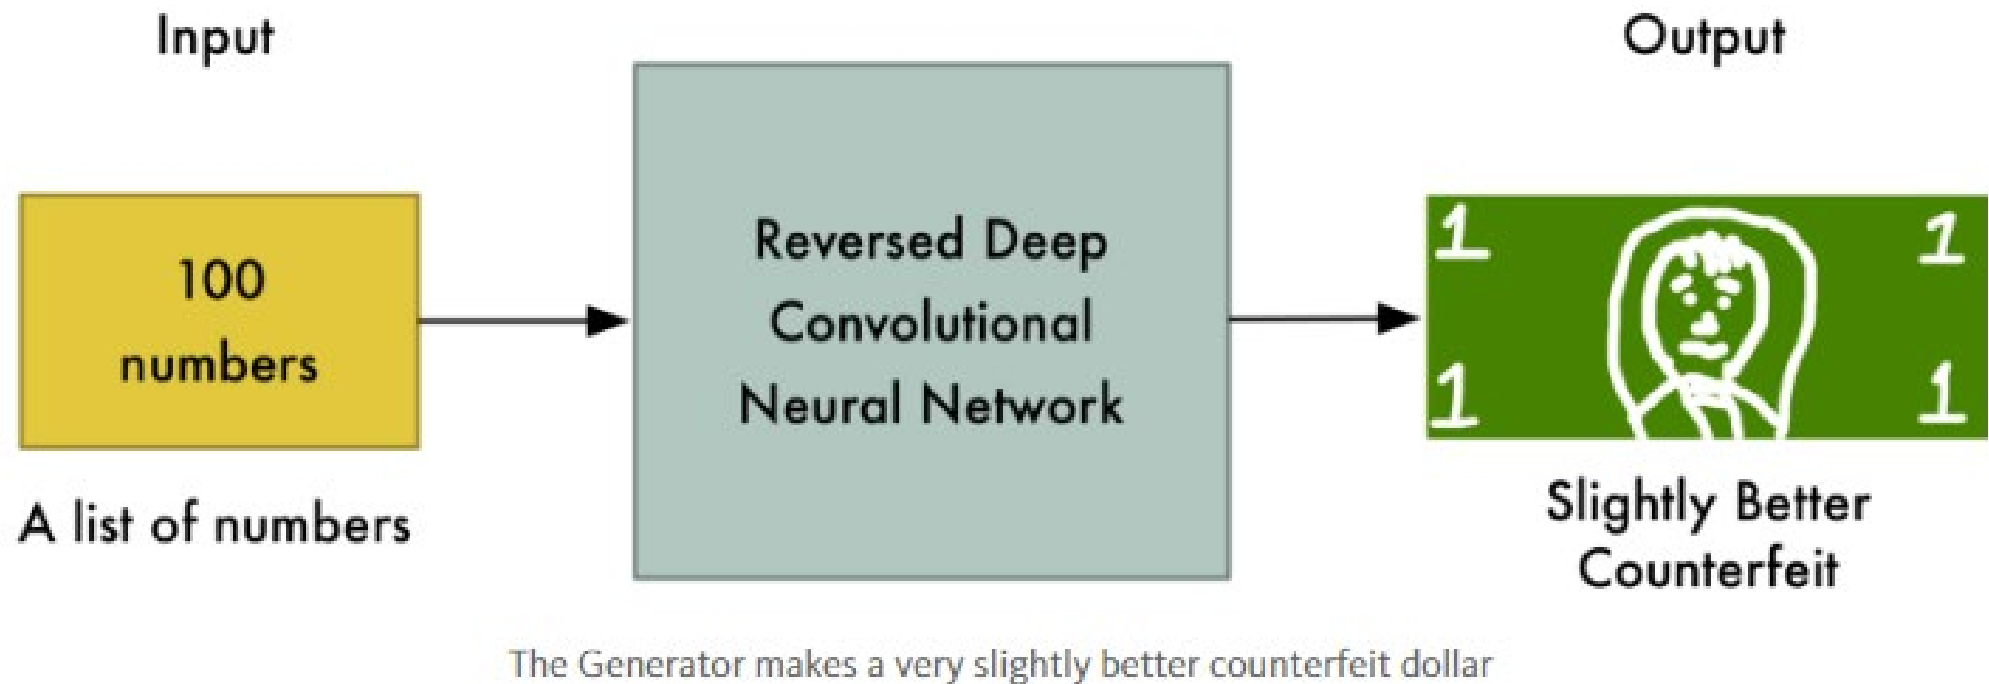 Input
Output
100
numbers
A list of numbers
Reversed Deep
Convolutional
Neural Network
1 1
1 1
Slightly Better
Counterfeit
The Generator makes a very slightly better counterfeit dollar